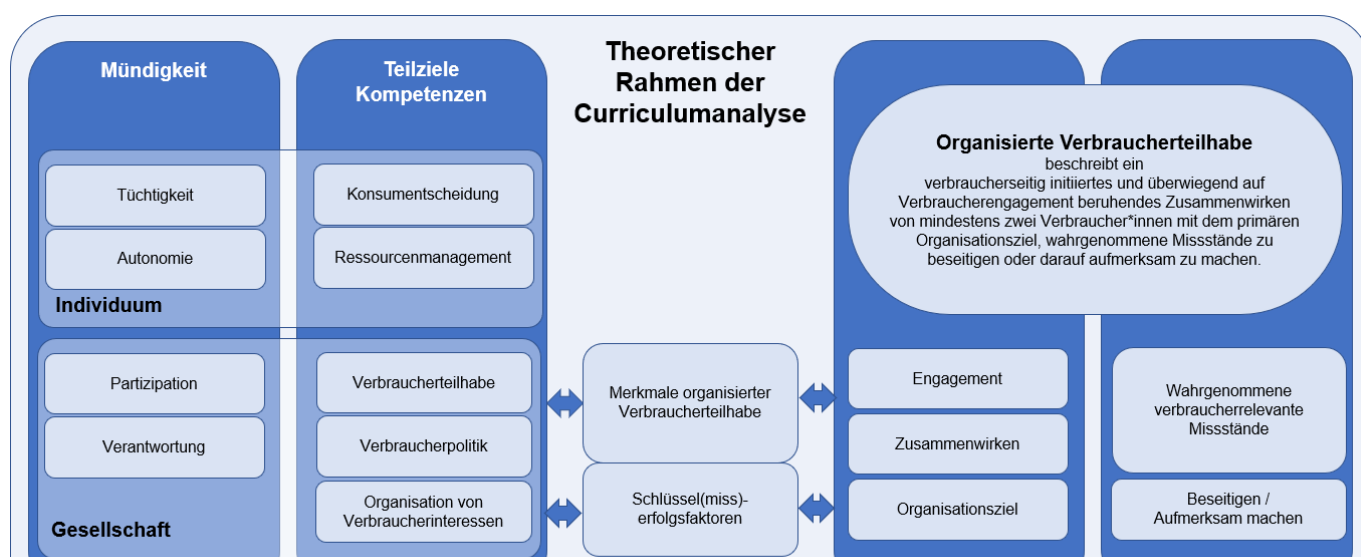 Theoretischer
Rahmen der
Curriculumanalyse
Mündigkeit
Teilziele
Kompetenzen
Tüchtigkeit
Autonomie
Konsumentscheidung
Ressourcenmanagement
Individuum
Partizipation
Verantwortung
Verbraucherteilhabe
Verbraucherpolitik
Organisation von
Verbraucherinteressen
Gesellschaft
Merkmale organisierter
Verbraucherteilhabe
Schlüssel(miss)-
erfolgsfaktoren
Organisierte Verbraucherteilhabe
beschreibt ein
verbraucherseitig initiiertes und überwiegend auf
Verbraucherengagement beruhendes Zusammenwirken
von mindestens zwei Verbraucher*innen mit dem primären
Organisationsziel, wahrgenommene Missstände zu
beseitigen oder darauf aufmerksam zu machen.
Engagement
Zusammenwirken
Organisationsziel
Wahrgenommene
verbraucherrelevante
Missstände
Beseitigen /
Aufmerksam machen